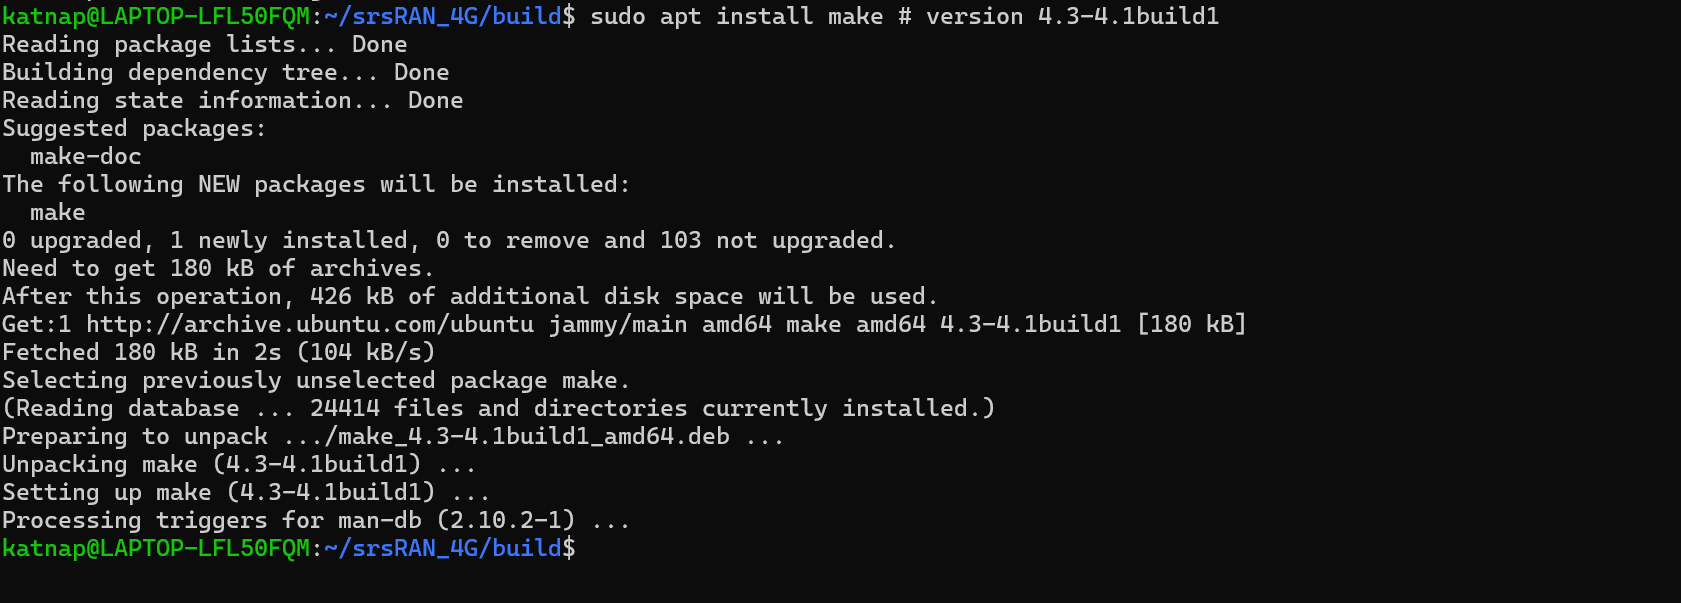 katnap@LAPTOP-LFL50FQM:~/srsRAN_4G/build$ sudo apt install make # version 4.3-4.1build1
Reading package lists... Done
Building dependency tree... Done
Reading state information... Done
Suggested packages:
  make-doc
The following NEW packages will be installed:
  make
0 upgraded, 1 newly installed, 0 to remove and 103 not upgraded.
Need to get 180 kB of archives.
After this operation, 426 kB of additional disk space will be used.
Get:1 http://archive.ubuntu.com/ubuntu jammy/main amd64 make amd64 4.3-4.1build1 [180 kB]
Fetched 180 kB in 2s (104 kB/s)
Selecting previously unselected package make.
(Reading database ... 24414 files and directories currently installed.)
Preparing to unpack .../make_4.3-4.1build1_amd64.deb ...
Unpacking make (4.3-4.1build1) ...
Setting up make (4.3-4.1build1) ...
Processing triggers for man-db (2.10.2-1) ...
katnap@LAPTOP-LFL50FQM:~/srsRAN_4G/build$